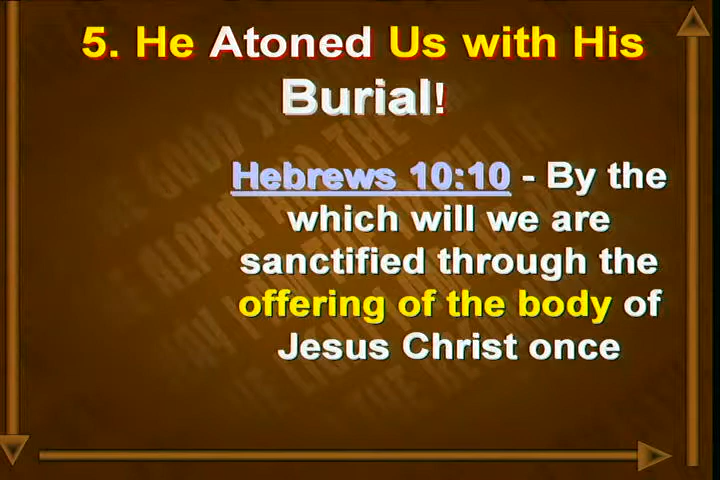 5. He Atoned Us with His
Burial!
Hebrews 10:10 - By the
which will we are
sanctified through the
offering of the body of
Jesus Christ once